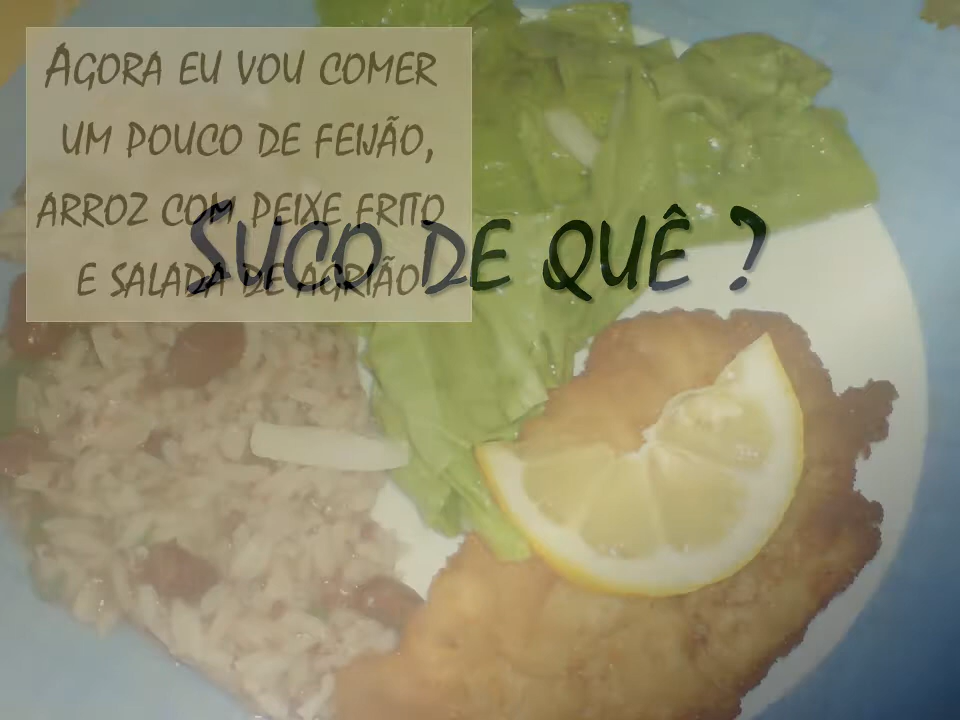 Agora eu vou comer
um pouco de feijão,
arroz com peixe frito
e salada de agrião
Suco de quê ?